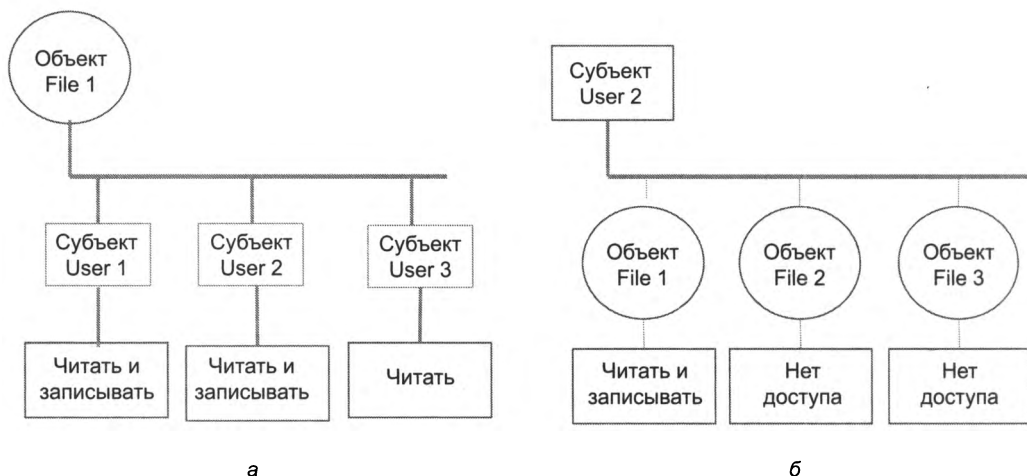 Объект
File 1
Субъект
User 1
Субъект
User 2
Субъект
User 3
Читать и
записывать
Читать и
записывать
Читать
а
Субъект
User 2
Объект
File 1
Объект
File 2
Объект
File 3
Читать и
записывать
Нет
доступа
Нет
доступа
б